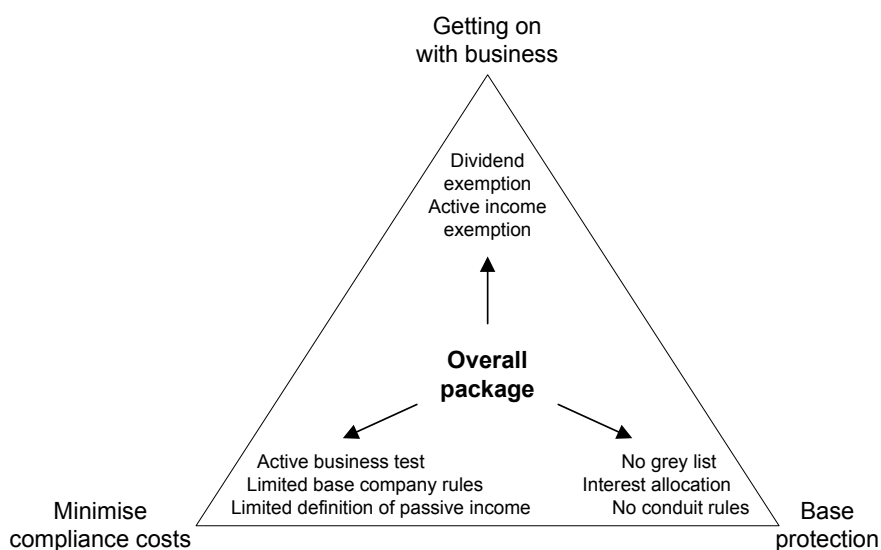 Getting on
with business
Dividend
exemption
Active income
exemption
Overall
package
Active business test
Limited base company rules
Limited definition of passive income
No grey list
Interest allocation
No conduit rules
Minimise
compliance costs
Base
protection